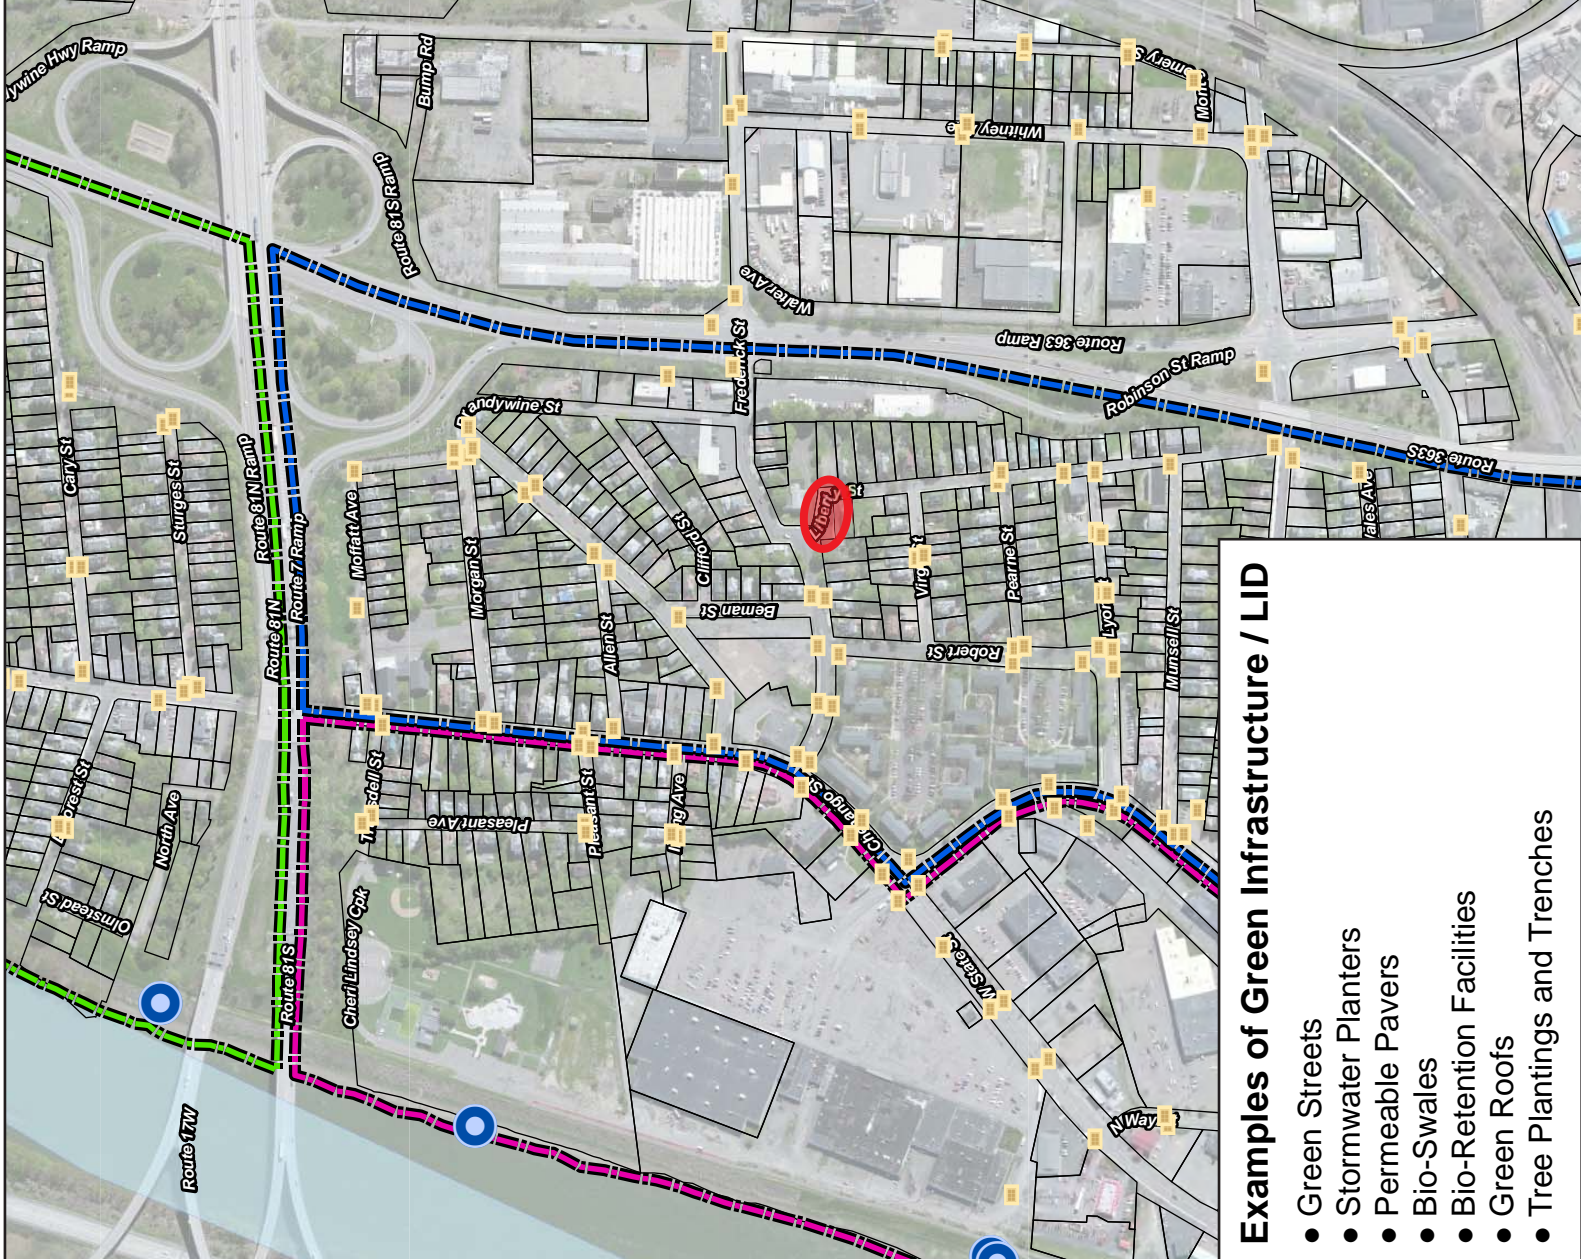 Examples of Green Infrastructure / LID
• Green Streets
• Stormwater Planters
• Permeable Pavers
• Bio-Swales
• Bio-Retention Facilities
• Green Roofs
• Tree Plantings and Trenches
Bump Rd
Route 81S Ramp
Whitney
Walter Ave
Route 363 Ramp
Robinson St Ramp
Frederick St
Route 363S
Cary St
Sturges St
Route 81N Ramp
Route 7 Ramp
Route 81N
Moffatt Ave
Morgan St
Clifford St
Liberty St
Pearne St
Beman St
Allen St
Robert St
Munsell St
North Ave
Olmstead St
Pleasant Ave
Pleasant St
Cheri Lindsey Cpk
Route 81S
Route 17W
W State St
N Way
Hwy Ramp